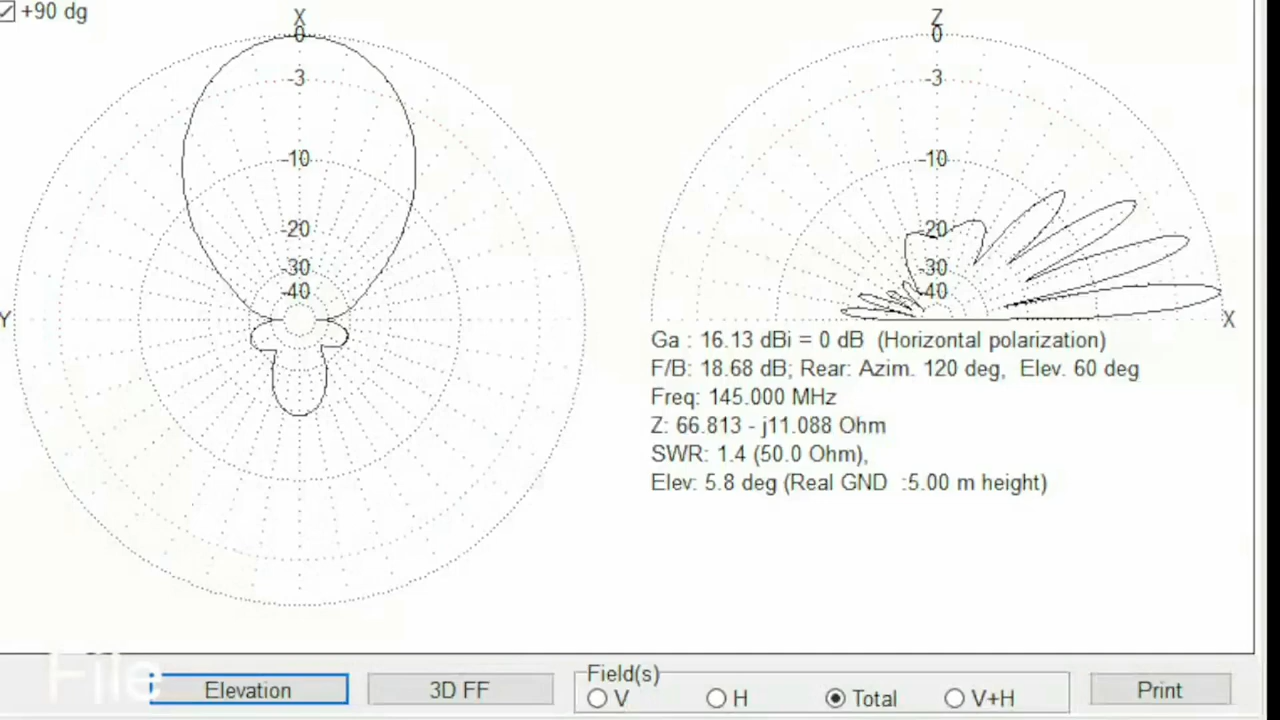 +90 dg
X
0
-3
-10
-20
-30
-40
Y
Z
0
-3
-10
-20
-30
-40
X
Ga : 16.13 dBi = 0 dB (Horizontal polarization)
F/B: 18.68 dB; Rear: Azim. 120 deg, Elev. 60 deg
Freq: 145.000 MHz
Z: 66.813 - j11.088 Ohm
SWR: 1.4 (50.0 Ohm),
Elev: 5.8 deg (Real GND :5.00 m height)
File
Elevation
3D FF
Field(s)
V
H
Total
V+H
Print